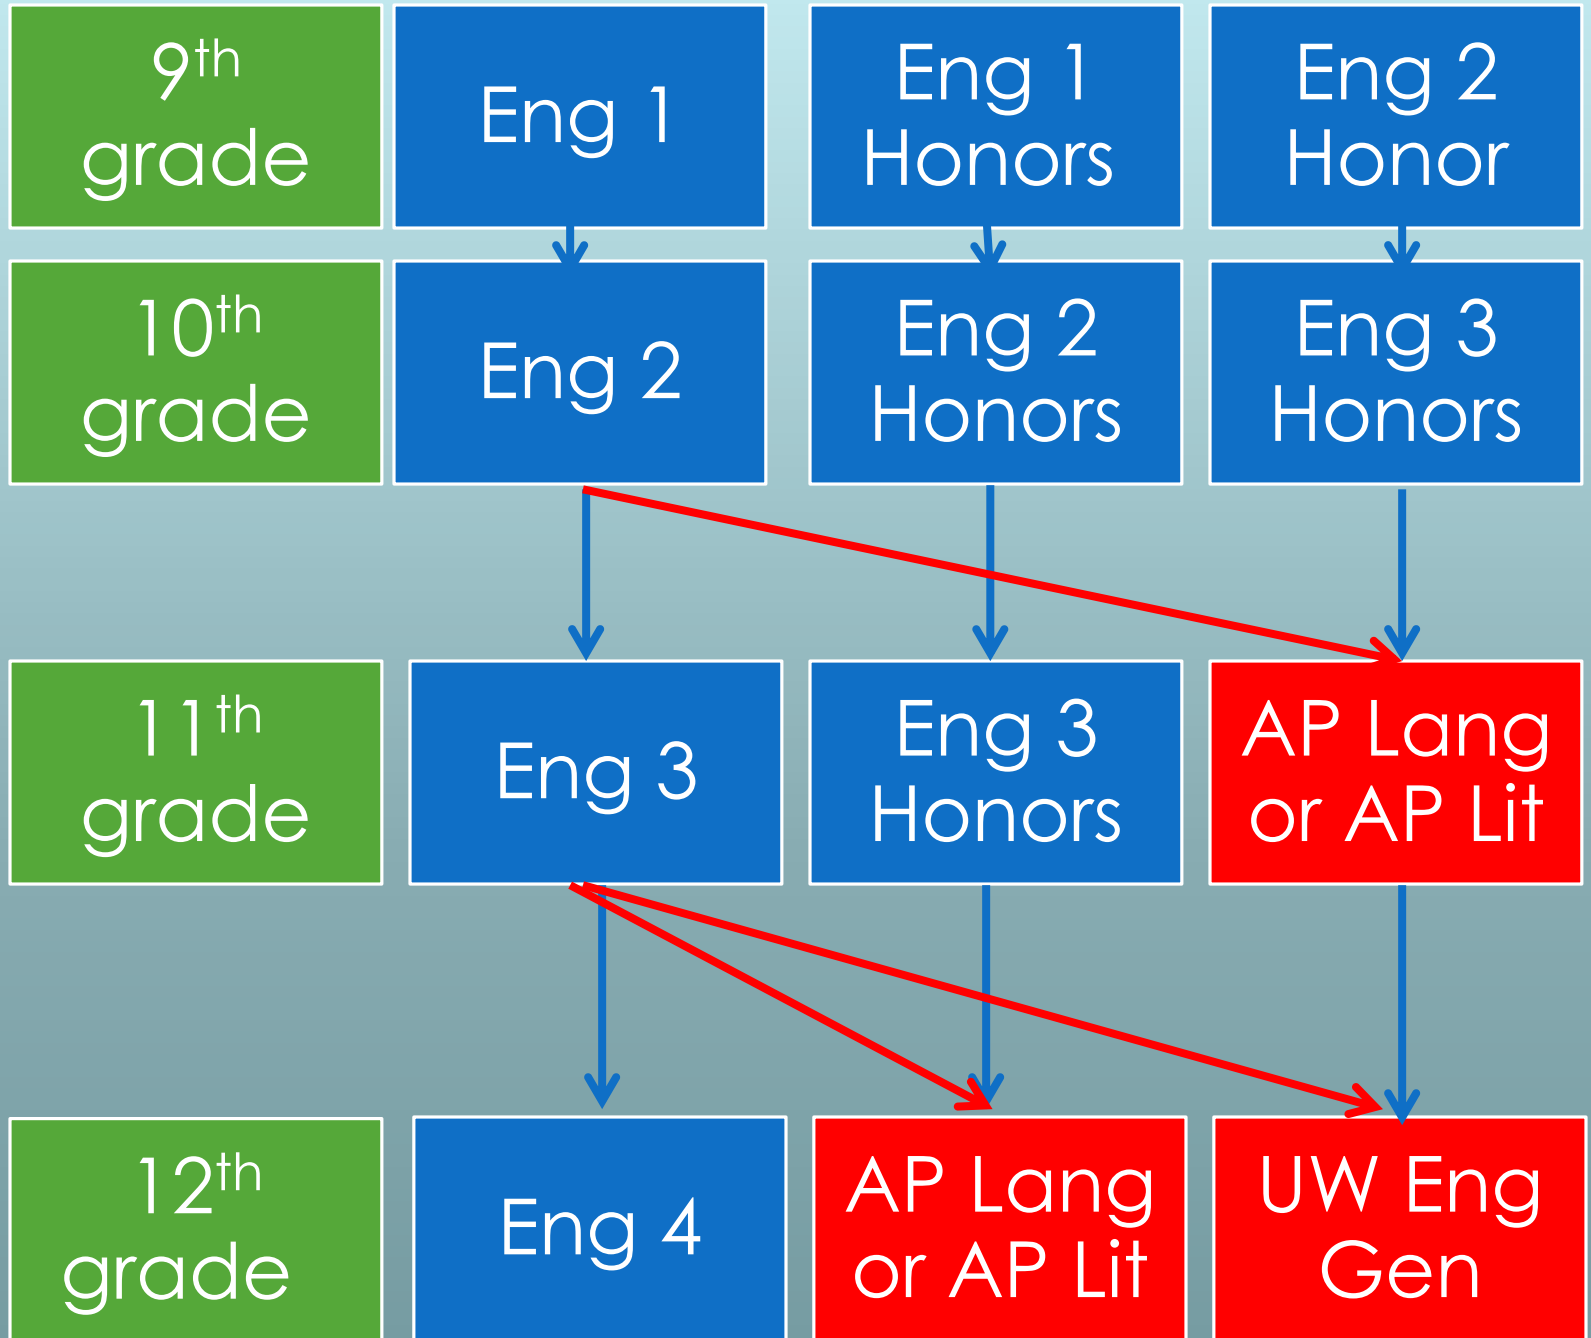 9th
grade
Eng 1
Eng 1
Honors
Eng 2
Honor
10th
grade
Eng 2
Eng 2
Honors
Eng 3
Honors
11th
grade
Eng 3
Eng 3
Honors
AP Lang
or AP Lit
12th
grade
Eng 4
AP Lang
or AP Lit
UW Eng
Gen